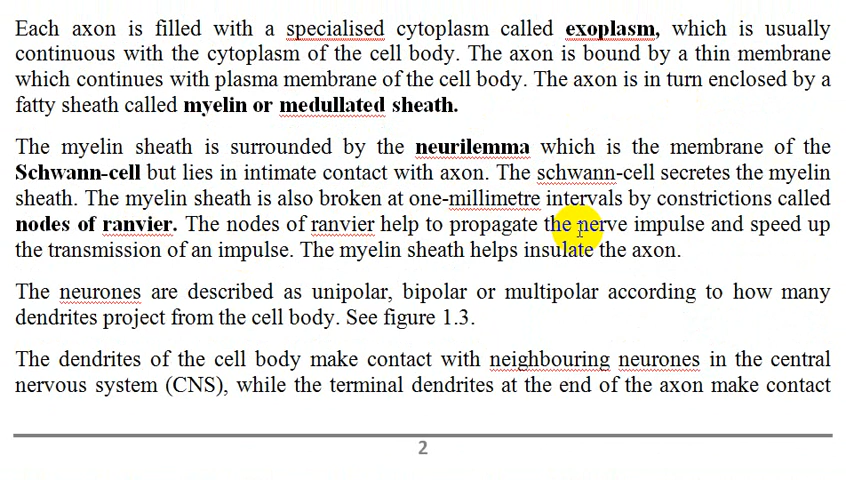 Each axon is filled with a specialised cytoplasm called exoplasm, which is usually
continuous with the cytoplasm of the cell body. The axon is bound by a thin membrane
which continues with plasma membrane of the cell body. The axon is in turn enclosed by a
fatty sheath called myelin or medullated sheath.
The myelin sheath is surrounded by the neurilemma which is the membrane of the
Schwann-cell but lies in intimate contact with axon. The schwann-cell secretes the myelin
sheath. The myelin sheath is also broken at one-millimetre intervals by constrictions called
nodes of ranvier. The nodes of ranvier help to propagate the nerve impulse and speed up
the transmission of an impulse. The myelin sheath helps insulate the axon.
The neurones are described as unipolar, bipolar or multipolar according to how many
dendrites project from the cell body. See figure 1.3.
The dendrites of the cell body make contact with neighbouring neurones in the central
nervous system (CNS), while the terminal dendrites at the end of the axon make contact
2